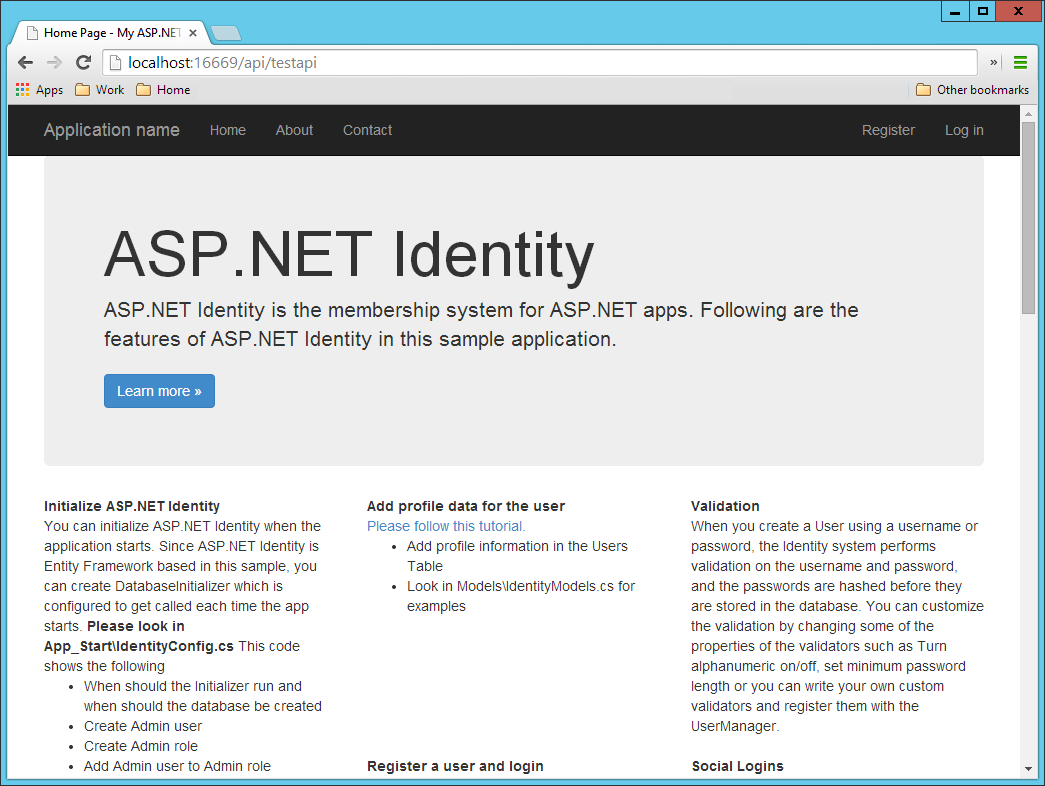 Home Page - My ASP.NET
localhost:16669/api/testapi
»
Apps Work Home Other bookmarks
Application name Home About Contact Register Log in
ASP.NET Identity
ASP.NET Identity is the membership system for ASP.NET apps. Following are the
features of ASP.NET Identity in this sample application.
Learn more »
Initialize ASP.NET Identity
You can initialize ASP.NET Identity when the
application starts. Since ASP.NET Identity is
Entity Framework based in this sample, you
can create DatabaseInitializer which is
configured to get called each time the app
starts. Please look in
App_Start\IdentityConfig.cs This code
shows the following
• When should the Initializer run and
when should the database be created
• Create Admin user
• Create Admin role
• Add Admin user to Admin role
Add profile data for the user
Please follow this tutorial.
• Add profile information in the Users
Table
• Look in Models\IdentityModels.cs for
examples
Register a user and login
Validation
When you create a User using a username or
password, the Identity system performs
validation on the username and password,
and the passwords are hashed before they
are stored in the database. You can customize
the validation by changing some of the
properties of the validators such as Turn
alphanumeric on/off, set minimum password
length or you can write your own custom
validators and register them with the
UserManager.
Social Logins